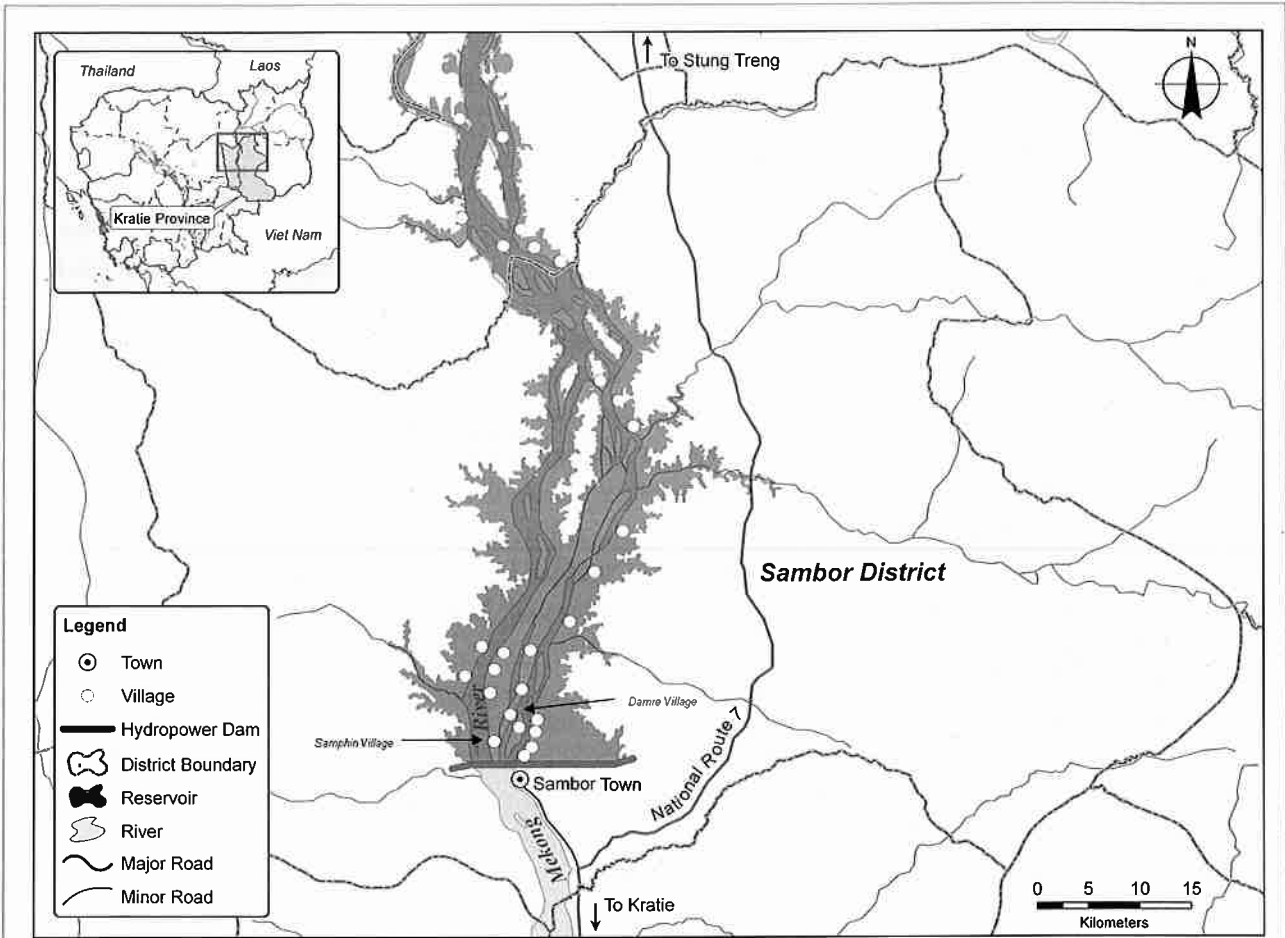 Thailand
Laos
Kratie Province
Viet Nam
To Stung Treng
N
Sambor District
Legend
Town
Village
Hydropower Dam
District Boundary
Reservoir
River
Major Road
Minor Road
River
Damre Village
Samphin Village
Sambor Town
National Route 7
Mekong
To Kratie
0 5 10 15
Kilometers